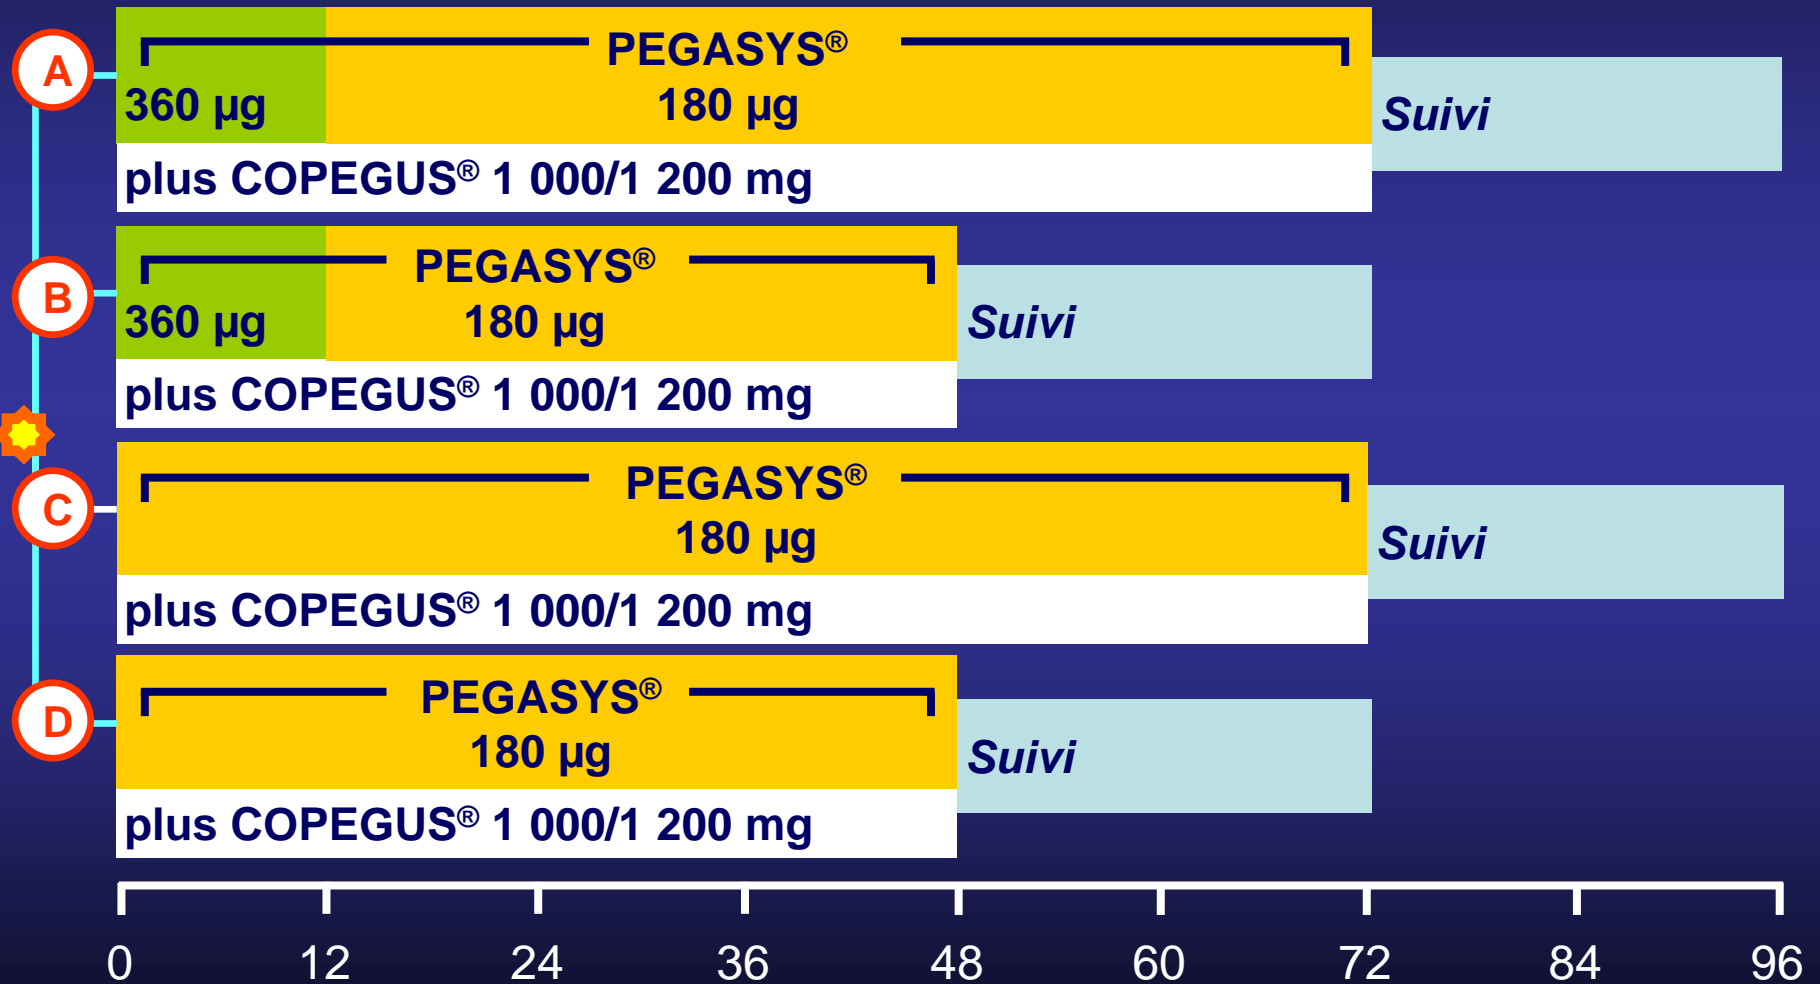 A
PEGASYS®
360 µg 180 µg
Suivi
plus COPEGUS® 1 000/1 200 mg
B
PEGASYS®
360 µg 180 µg
Suivi
plus COPEGUS® 1 000/1 200 mg
C
PEGASYS®
180 µg
Suivi
plus COPEGUS® 1 000/1 200 mg
D
PEGASYS®
180 µg
Suivi
plus COPEGUS® 1 000/1 200 mg
0 12 24 36 48 60 72 84 96